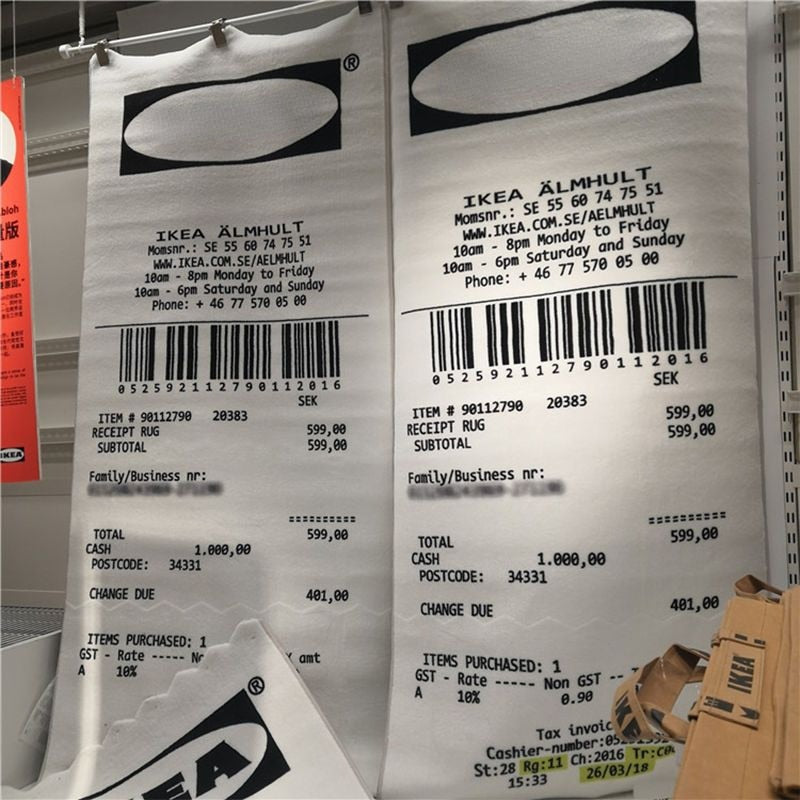 ®
IKEA ÄLMHULT
Momsnr.: SE 55 60 74 75 51
WWW.IKEA.COM.SE/AELMHULT
10am - 8pm Monday to Friday
10am - 6pm Saturday and Sunday
Phone: + 46 77 570 05 00
052592112790112016
SEK
ITEM # 90112790 20383
RECEIPT RUG 599,00
SUBTOTAL 599,00
Family/Business nr:
==========
TOTAL 599,00
CASH 1.000,00
POSTCODE: 34331
CHANGE DUE 401,00
ITEMS PURCHASED: 1
GST - Rate -----
amt
A 10%
®
IKEA
IKEA ÄLMHULT
Momsnr.: SE 55 60 74 75 51
WWW.IKEA.COM.SE/AELMHULT
10am - 8pm Monday to Friday
10am - 6pm Saturday and Sunday
Phone: + 46 77 570 05 00
052592112790112016
SEK
ITEM # 90112790 20383
RECEIPT RUG 599,00
SUBTOTAL 599,00
Family/Business nr:
==========
TOTAL 599,00
CASH 1.000,00
POSTCODE: 34331
CHANGE DUE 401,00
ITEMS PURCHASED: 1
GST - Rate ----- Non GST --
A 10% 0.90
Tax
Cashier-number:
St:28 Rg:11 Ch:2016
15:33 26/03/18
IKEA
IKEA